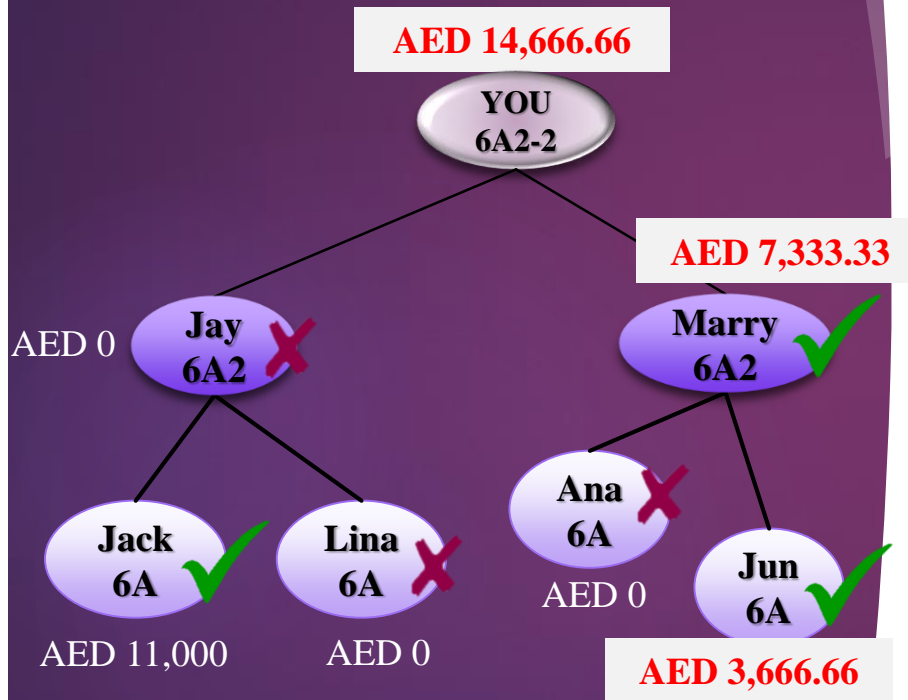 AED 14,666.66
YOU
6A2-2
AED 7,333.33
AED 0
Jay
6A2
Marry
6A2
Jack
6A
Lina
6A
Ana
6A
Jun
6A
AED 11,000
AED 0
AED 0
AED 3,666.66